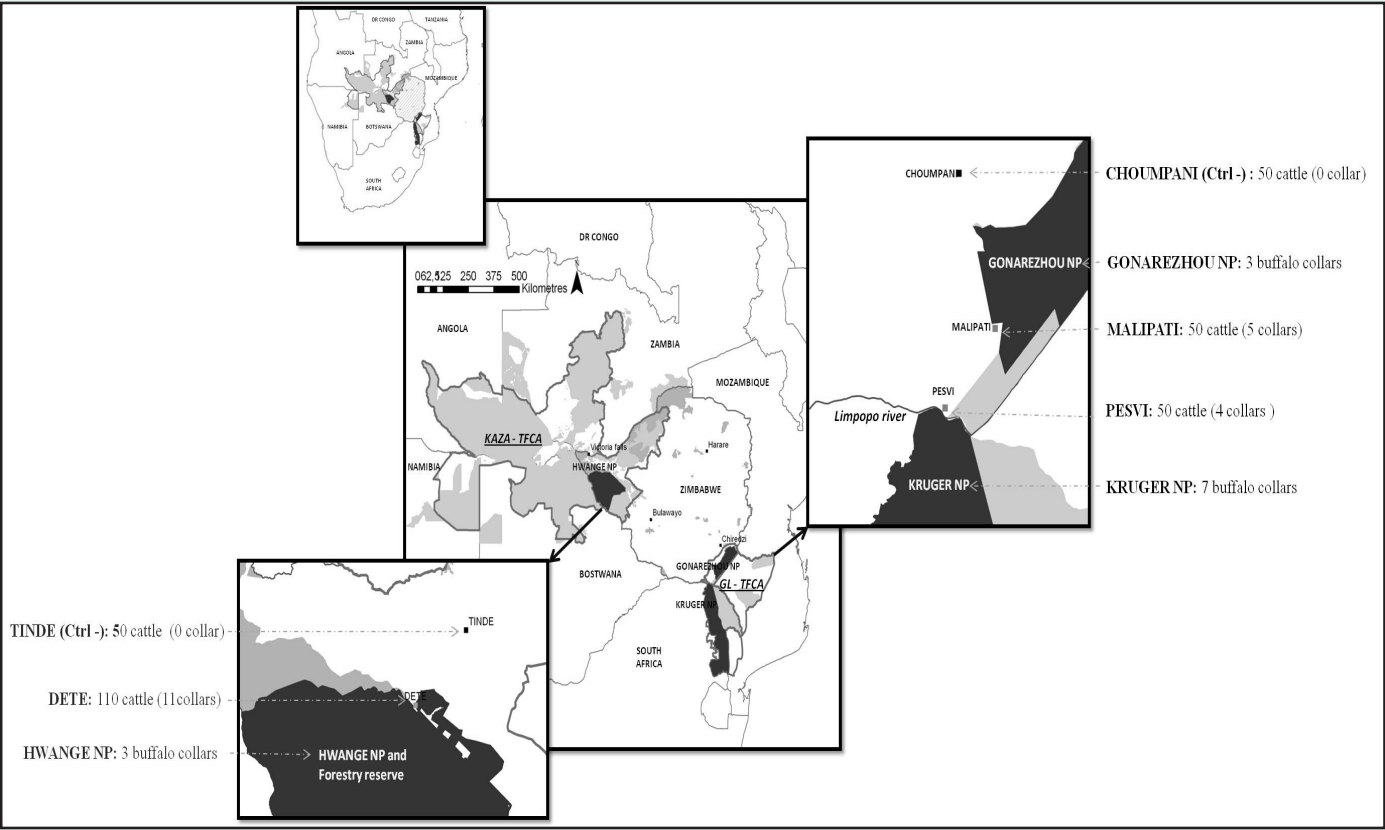 DR CONGO
TANZANIA
ZAMBIA
ANGOLA
MOZAMBIQUE
NAMIBIA
BOTSWANA
SOUTH
AFRICA
DR CONGO
062,5125 250 375 500
Kilometres
ANGOLA
ZAMBIA
MOZAMBIQUE
KAZA - TFCA
Victoria falls
Harare
NAMIBIA
HWANGE NP
ZIMBABWE
Bulawayo
Chiredzi
GONAREZHOU NP
BOSTWANA
GL - TFCA
KRUGER NP
SOUTH
AFRICA
CHOUMPANI
CHOUMPANI (Ctrl -) : 50 cattle (0 collar)
GONAREZHOU NP
GONAREZHOU NP: 3 buffalo collars
MALIPATI
MALIPATI: 50 cattle (5 collars)
PESVI
PESVI: 50 cattle (4 collars )
Limpopo river
KRUGER NP
KRUGER NP: 7 buffalo collars
TINDE (Ctrl -): 50 cattle (0 collar)
TINDE
DETE: 110 cattle (11collars)
DETE
HWANGE NP: 3 buffalo collars
HWANGE NP and
Forestry reserve